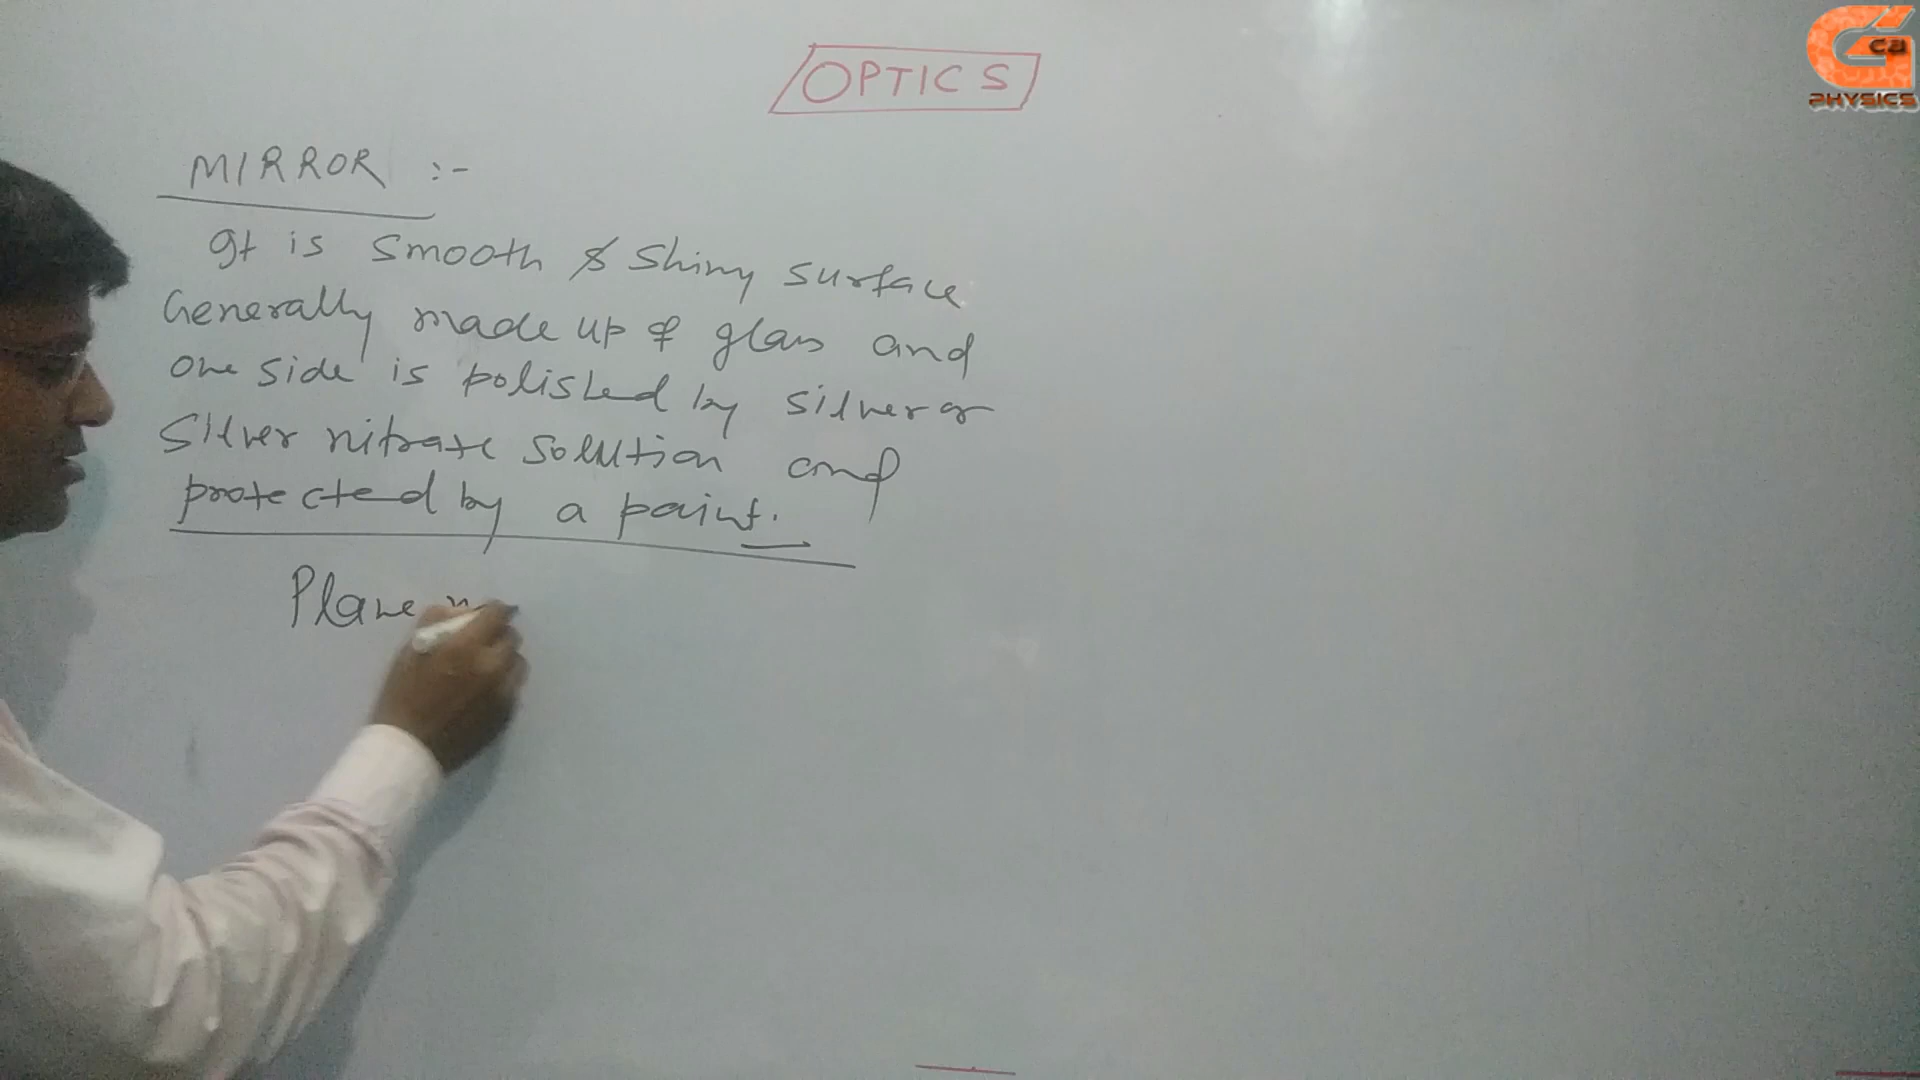 OPTICS
MIRROR :-
It is smooth & shiny surface
Generally made up of glass and
one side is polished by silver or
silver nitrate solution and
protected by a paint.
Plane
PHYSICS